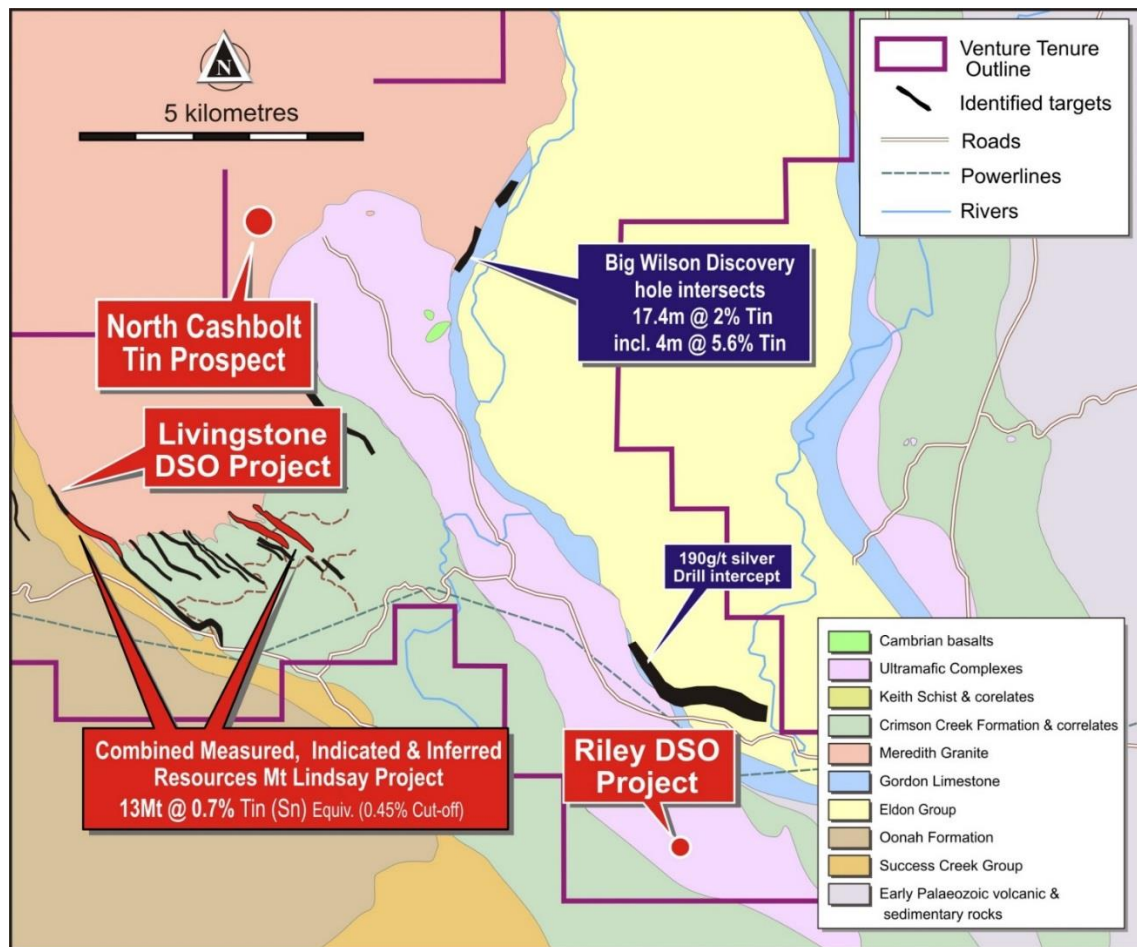 N
5 kilometres
Venture Tenure
Outline
Identified targets
Roads
Powerlines
Rivers
North Cashbolt
Tin Prospect
Big Wilson Discovery
hole intersects
17.4m @ 2% Tin
incl. 4m @ 5.6% Tin
Livingstone
DSO Project
190g/t silver
Drill intercept
Combined Measured, Indicated & Inferred
Resources Mt Lindsay Project
13Mt @ 0.7% Tin (Sn) Equiv. (0.45% Cut-off)
Riley DSO
Project
Cambrian basalts
Ultramafic Complexes
Keith Schist & corelates
Crimson Creek Formation & correlates
Meredith Granite
Gordon Limestone
Eldon Group
Oonah Formation
Success Creek Group
Early Palaeozoic volcanic &
sedimentary rocks